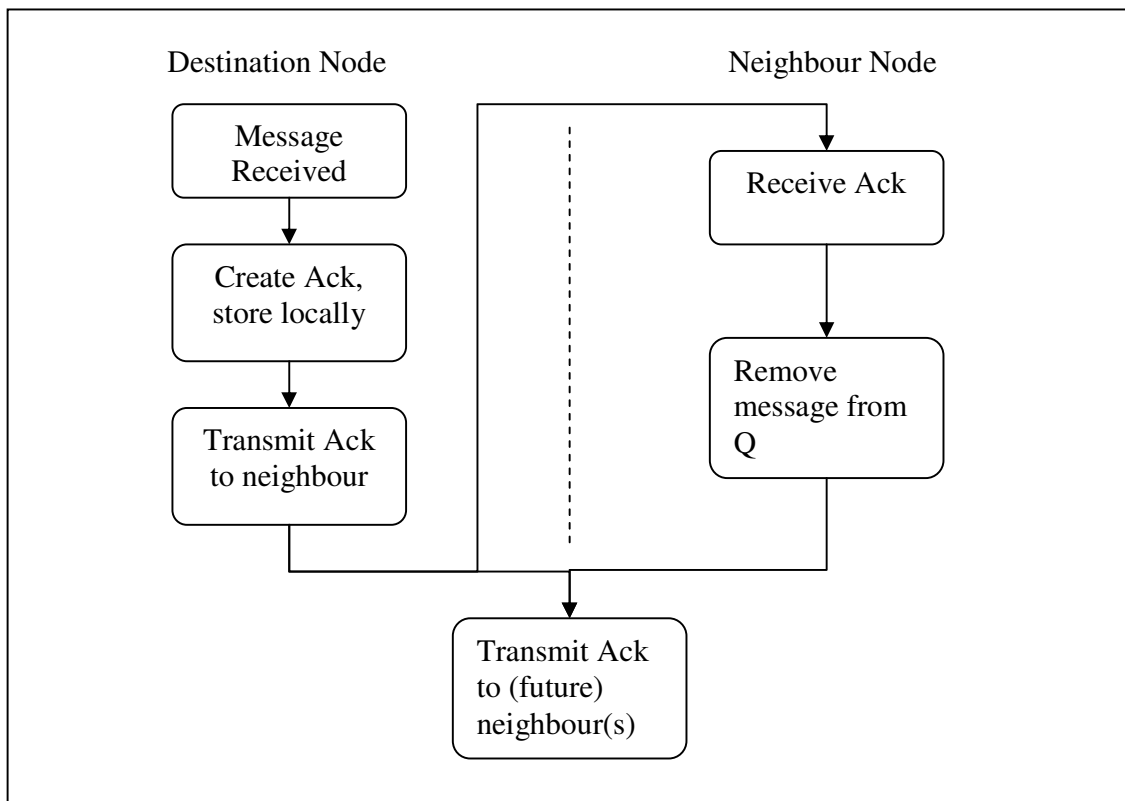 Destination Node
Neighbour Node
Message
Received
Create Ack,
store locally
Transmit Ack
to neighbour
Receive Ack
Remove
message from
Q
Transmit Ack
to (future)
neighbour(s)